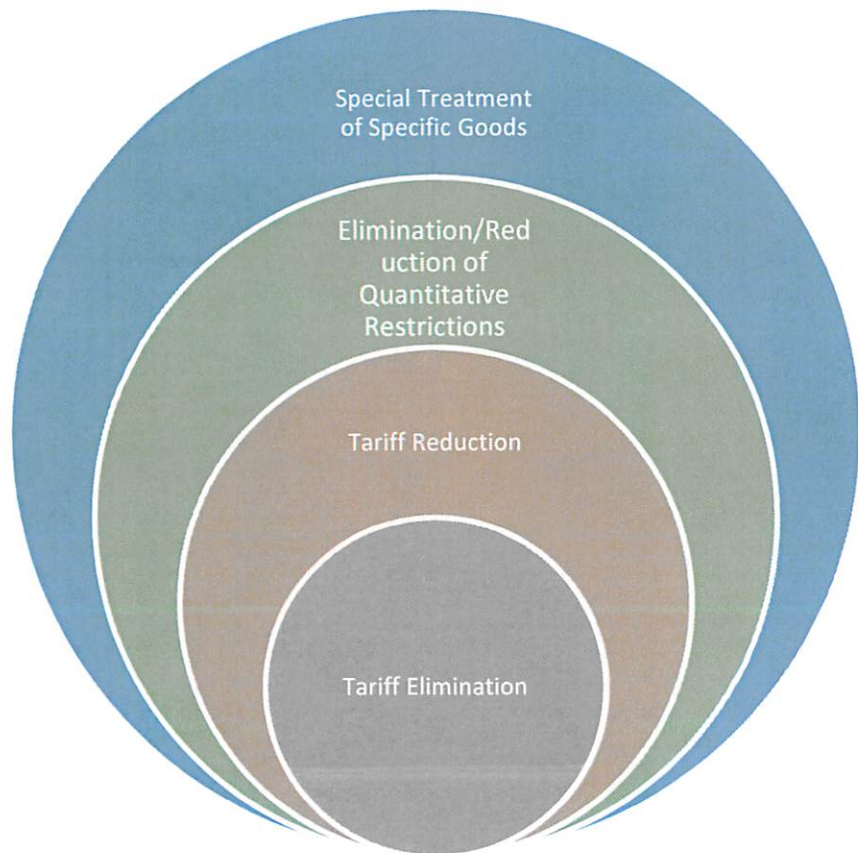 Special Treatment
of Specific Goods
Elimination/Red
uction of
Quantitative
Restrictions
Tariff Reduction
Tariff Elimination